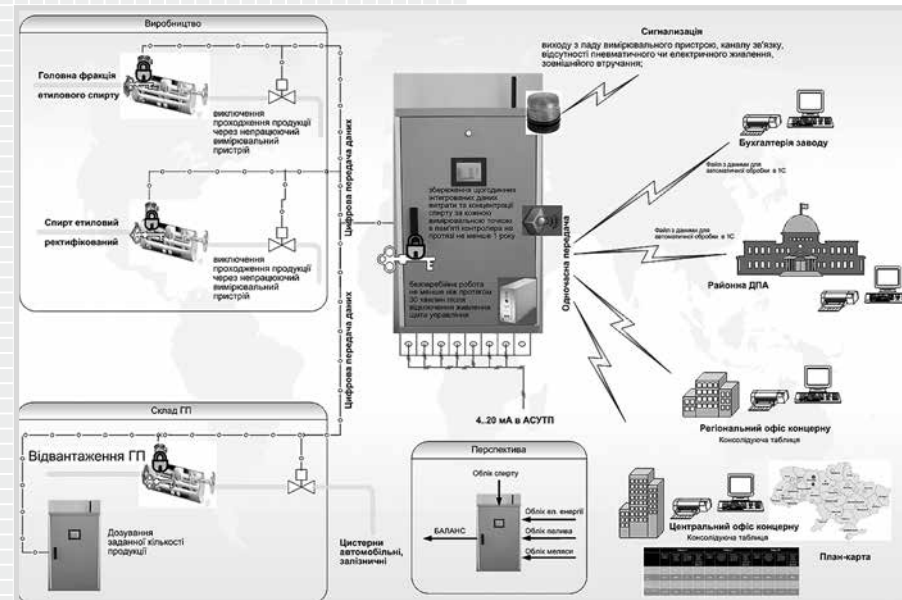 Виробництво
Головна фракція
етилового спирту
виключення
проходження продукції
через непрацюючий
вимірювальний
пристрій
Спирт етиловий
ректифікований
виключення
проходження продукції
через непрацюючий
вимірювальний
пристрій
Цифрова передача даних
Цифрова передача даних
Сигналізація
виходу з ладу вимірювального пристрою, каналу зв'язку,
відсутності пневматичного чи електричного живлення,
зовнішнійого втручання;
збереження щогодинних
інтегрованих даних
витрати та концентрації
спирту за кожною
вимірювальною точкою
в пам'яті контролера на
протязі не менше 1 року
безперебійна робота
не менше ніж протягом
30 хвилин після
відключення живлення
щита управління
4..20 мА в АСУТП
Одночасна передача
Бухгалтерія заводу
Файл з даними для
автоматичної обробки в 1С
Файл з даними для
автоматичної обробки в 1С
Районна ДПА
Регіональний офіс концерну
Консолідуюча таблиця
Центральний офіс концерну
Консолідуюча таблиця
План-карта
Склад ГП
Відвантаження ГП
Дозування
заданної кількості
продукції
Цистерни
автомобільні,
залізничні
Перспектива
Облік спирту
Облік ел. енергії
БАЛАНС
Облік палива
Облік меляси